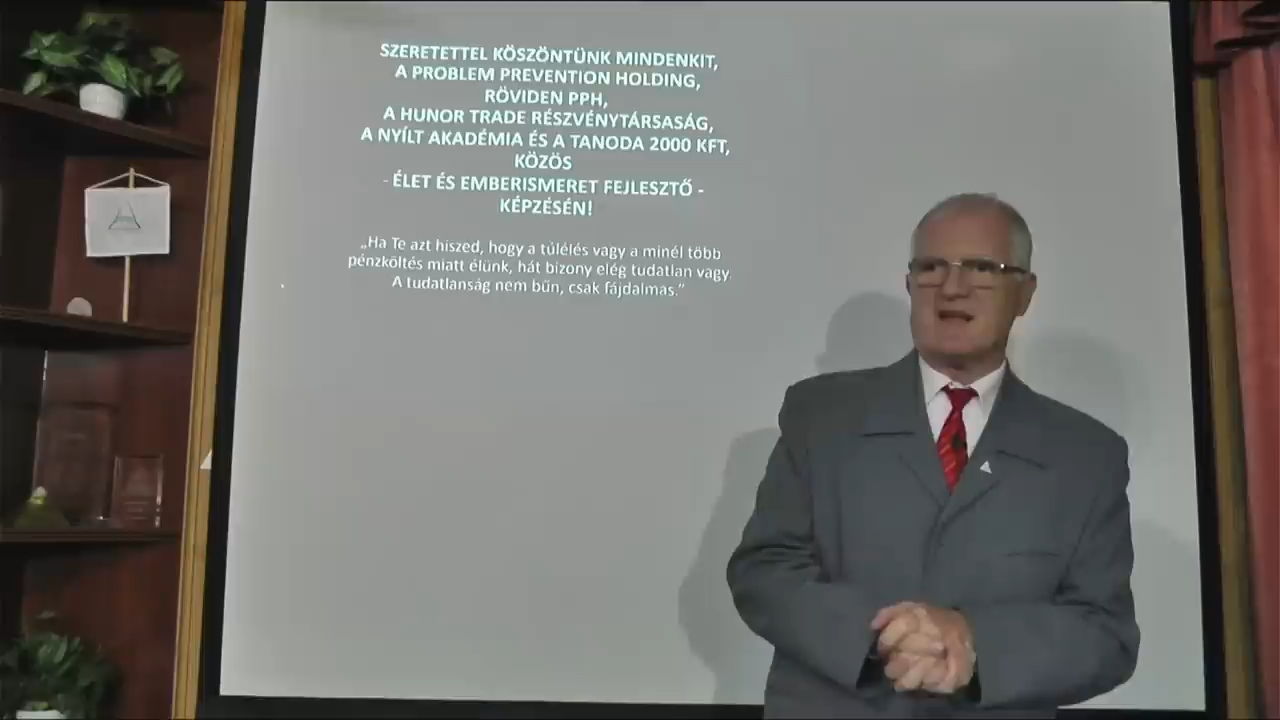 SZERETETTEL KÖSZÖNTÜNK MINDENKIT,
A PROBLEM PREVENTION HOLDING,
RÖVIDEN PPH,
A HUNOR TRADE RÉSZVÉNYTÁRSASÁG,
A NYÍLT AKADÉMIA ÉS A TANODA 2000 KFT,
KÖZÖS
- ÉLET ÉS EMBERISMERET FEJLESZTŐ -
KÉPZÉSÉN!
„Ha Te azt hiszed, hogy a túlélés vagy a minél több
pénzköltés miatt élünk, hát bizony elég tudatlan vagy.
A tudatlanság nem bűn, csak fájdalmas.”